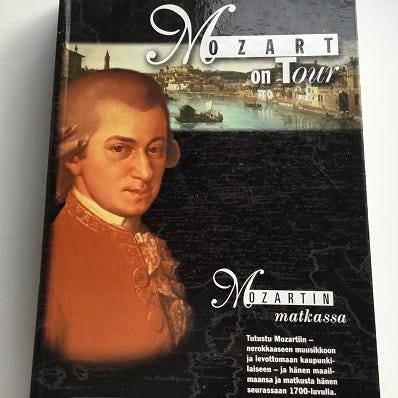 MOZART
on Tour
MOZARTIN
matkassa
Tutustu Mozartiin –
nerokkaaseen muusikkoon
ja levottomaan kaupunki-
laiseen – ja hänen maail-
maansa ja matkusta hänen
seurassaan 1700-luvulla.